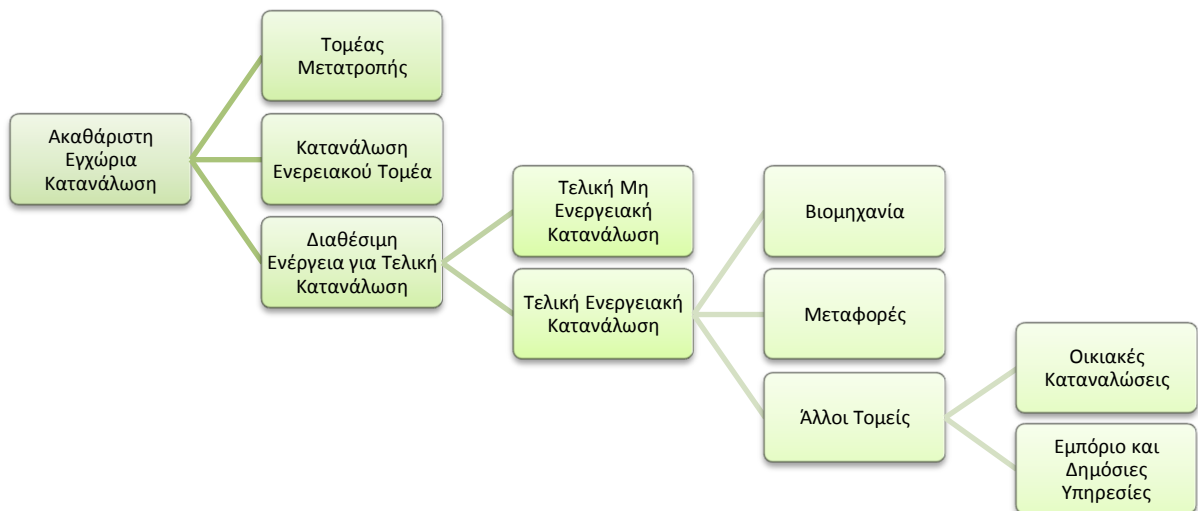 Ακαθάριστη
Εγχώρια
Κατανάλωση
Τομέας
Μετατροπής
Κατανάλωση
Ενερειακού Τομέα
Διαθέσιμη
Ενέργεια για Τελική
Κατανάλωση
Τελική Μη
Ενεργειακή
Κατανάλωση
Τελική Ενεργειακή
Κατανάλωση
Βιομηχανία
Μεταφορές
Άλλοι Τομείς
Οικιακές
Καταναλώσεις
Εμπόριο και
Δημόσιες
Υπηρεσίες